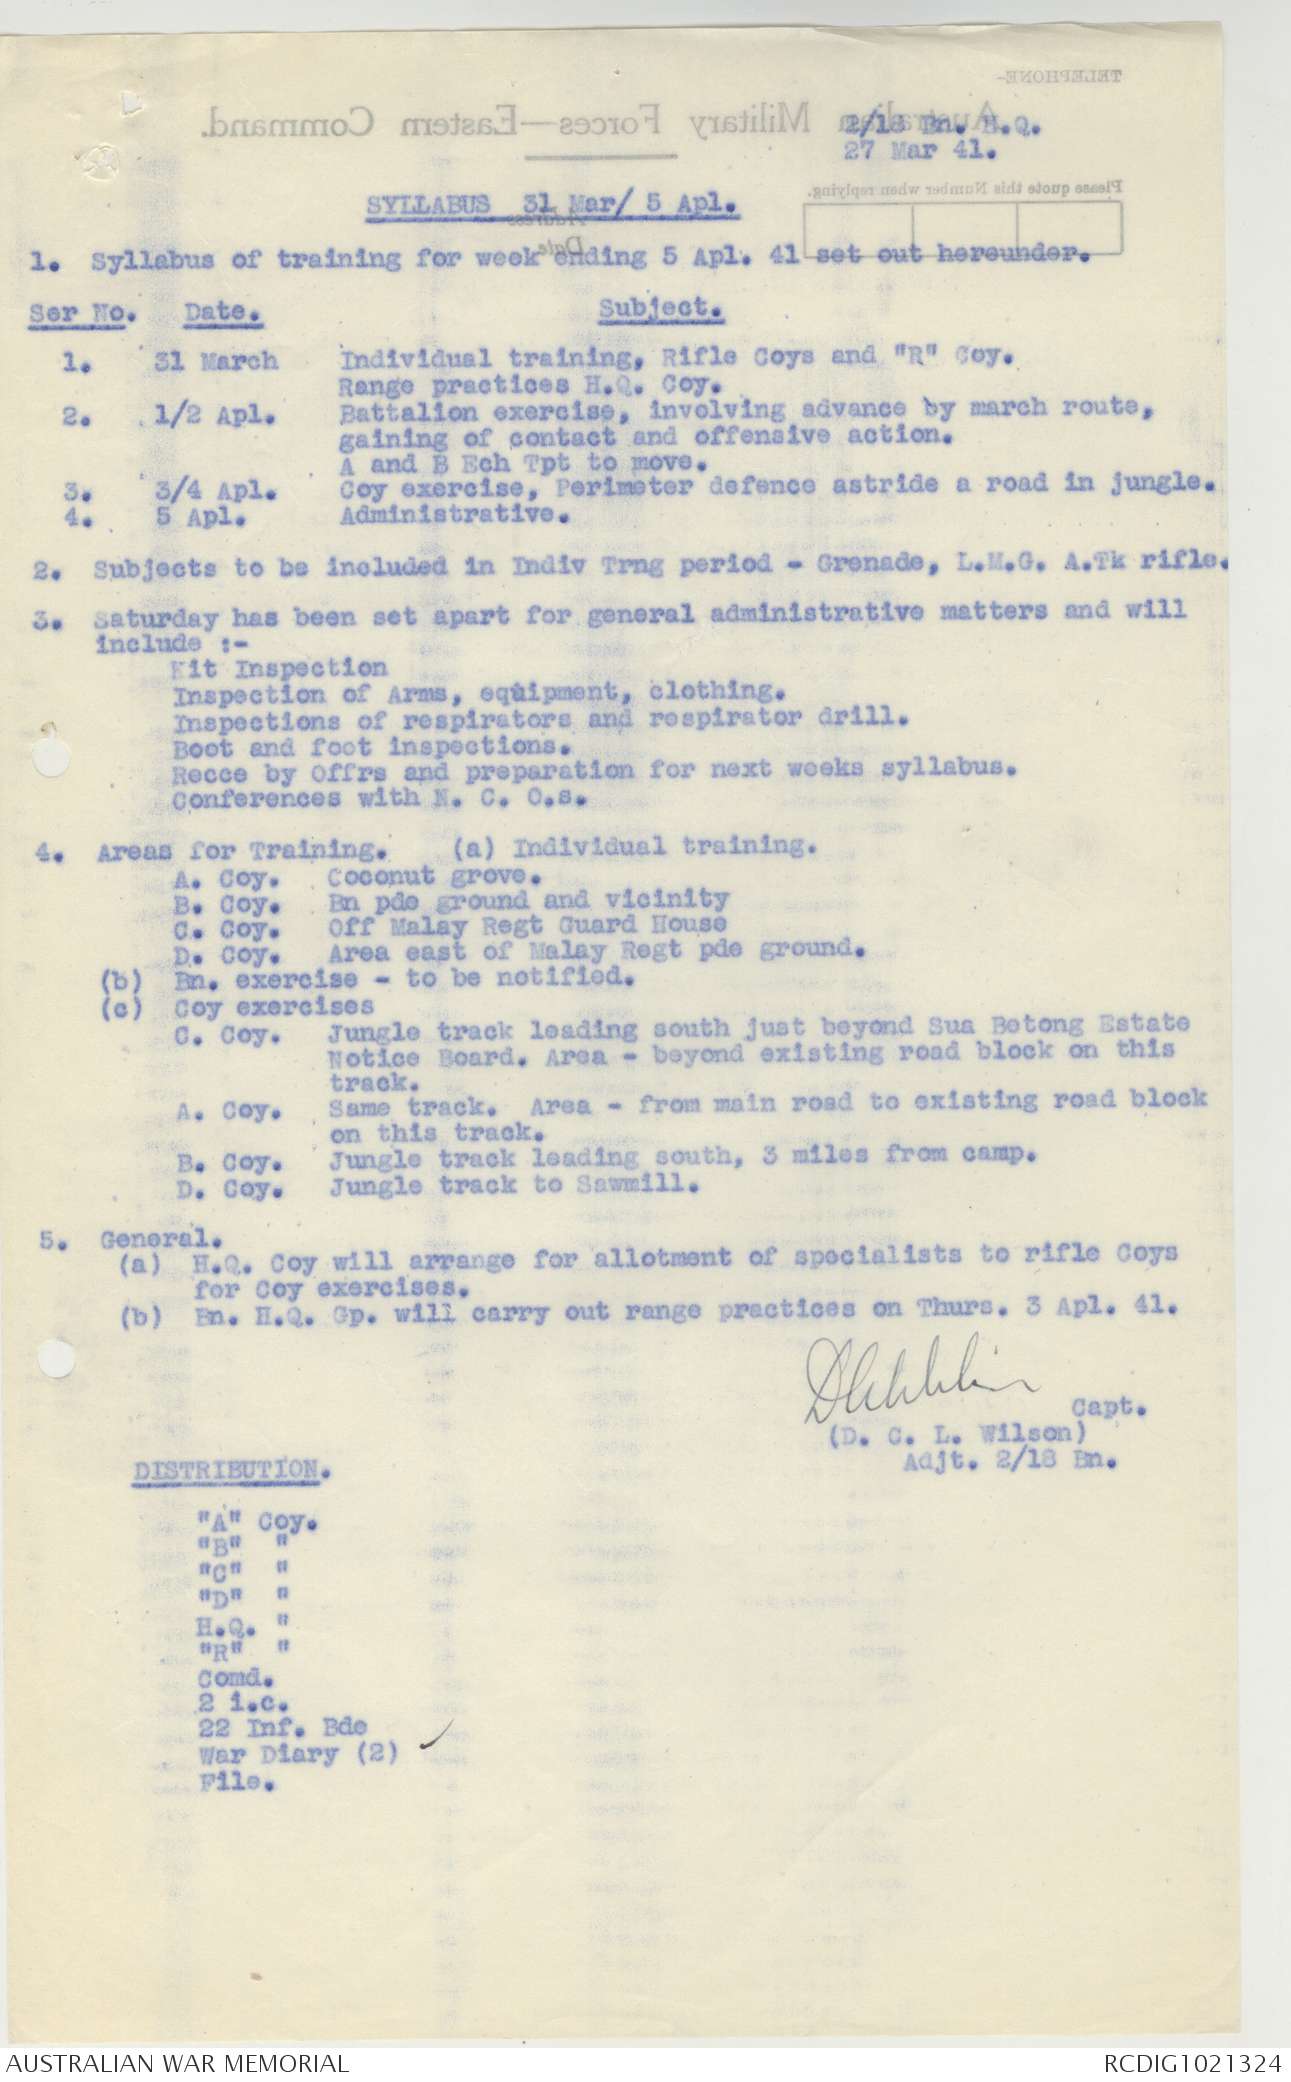 TELEPHONE-
Australian Military Forces—Eastern Command.
2/18 Bn. H.Q.
27 Mar 41.
Please quote this Number when replying.
SYLLABUS 31 Mar/ 5 Apl.
Address
Date
1. Syllabus of training for week ending 5 Apl. 41 set out hereunder.
Ser No. Date. Subject.
1. 31 March Individual training, Rifle Coys and "R" Coy.
Range practices H.Q. Coy.
2. 1/2 Apl. Battalion exercise, involving advance by march route,
gaining of contact and offensive action.
A and B Ech Tpt to move.
3. 3/4 Apl. Coy exercise, Perimeter defence astride a road in jungle.
4. 5 Apl. Administrative.
2. Subjects to be included in Indiv Trng period - Grenade, L.M.G. A.Tk rifle.
3. Saturday has been set apart for general administrative matters and will
include :-
Kit Inspection
Inspection of Arms, equipment, clothing.
Inspections of respirators and respirator drill.
Boot and foot inspections.
Recce by Offrs and preparation for next weeks syllabus.
Conferences with N. C. O.s.
4. Areas for Training. (a) Individual training.
A. Coy. Coconut grove.
B. Coy. Bn pde ground and vicinity
C. Coy. Off Malay Regt Guard House
D. Coy. Area east of Malay Regt pde ground.
(b) Bn. exercise - to be notified.
(c) Coy exercises
C. Coy. Jungle track leading south just beyond Sua Betong Estate
Notice Board. Area - beyond existing road block on this
track.
A. Coy. Same track. Area - from main road to existing road block
on this track.
B. Coy. Jungle track leading south, 3 miles from camp.
D. Coy. Jungle track to Sawmill.
5. General.
(a) H.Q. Coy will arrange for allotment of specialists to rifle Coys
for Coy exercises.
(b) Bn. H.Q. Gp. will carry out range practices on Thurs. 3 Apl. 41.
Capt.
(D. C. L. Wilson)
Adjt. 2/18 Bn.
DISTRIBUTION.
"A" Coy.
"B" "
"C" "
"D" "
H.Q. "
"R" "
Comd.
2 i.c.
22 Inf. Bde
War Diary (2)
File.
AUSTRALIAN WAR MEMORIAL
RCDIG1021324